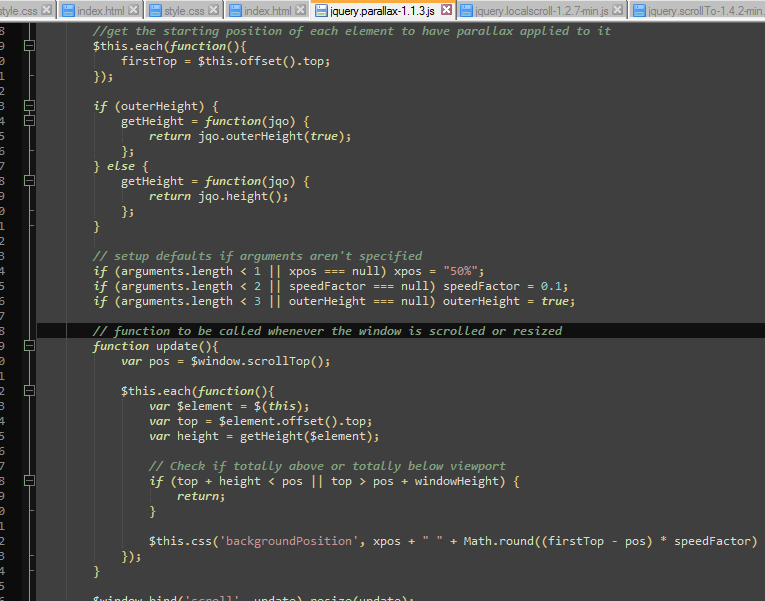 style.css index.html style.css index.html jquery.parallax-1.1.3.js jquery.localscroll-1.2.7-min.js jquery.scrollTo-1.4.2-min.
//get the starting position of each element to have parallax applied to it
$this.each(function(){
firstTop = $this.offset().top;
});
if (outerHeight) {
getHeight = function(jqo) {
return jqo.outerHeight(true);
};
} else {
getHeight = function(jqo) {
return jqo.height();
};
}
// setup defaults if arguments aren't specified
if (arguments.length < 1 || xpos === null) xpos = "50%";
if (arguments.length < 2 || speedFactor === null) speedFactor = 0.1;
if (arguments.length < 3 || outerHeight === null) outerHeight = true;
// function to be called whenever the window is scrolled or resized
function update(){
var pos = $window.scrollTop();
$this.each(function(){
var $element = $(this);
var top = $element.offset().top;
var height = getHeight($element);
// Check if totally above or totally below viewport
if (top + height < pos || top > pos + windowHeight) {
return;
}
$this.css('backgroundPosition', xpos + " " + Math.round((firstTop - pos) * speedFactor)
});
}
$window.bind('scroll', update).resize(update);